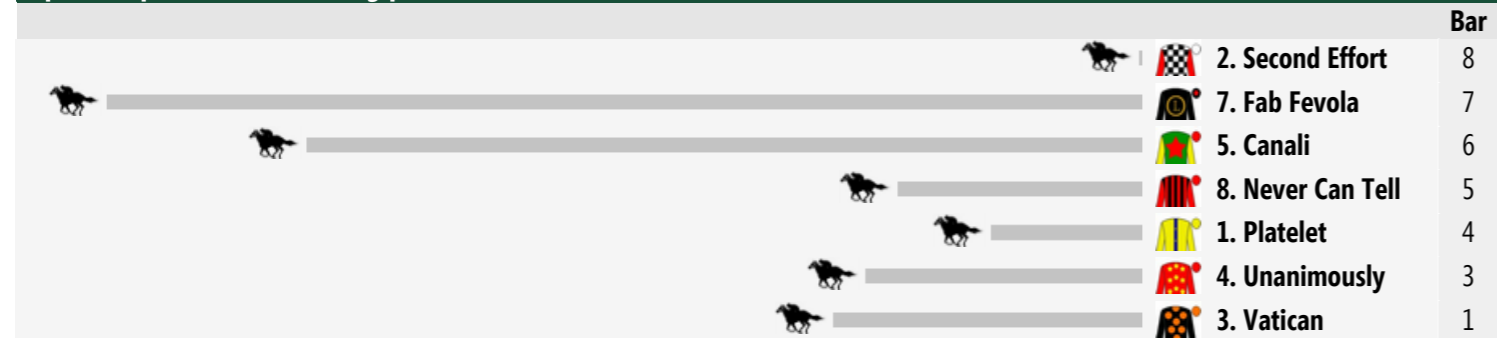 Bar
2. Second Effort 8
7. Fab Fevola 7
5. Canali 6
8. Never Can Tell 5
1. Platelet 4
4. Unanimously 3
3. Vatican 1